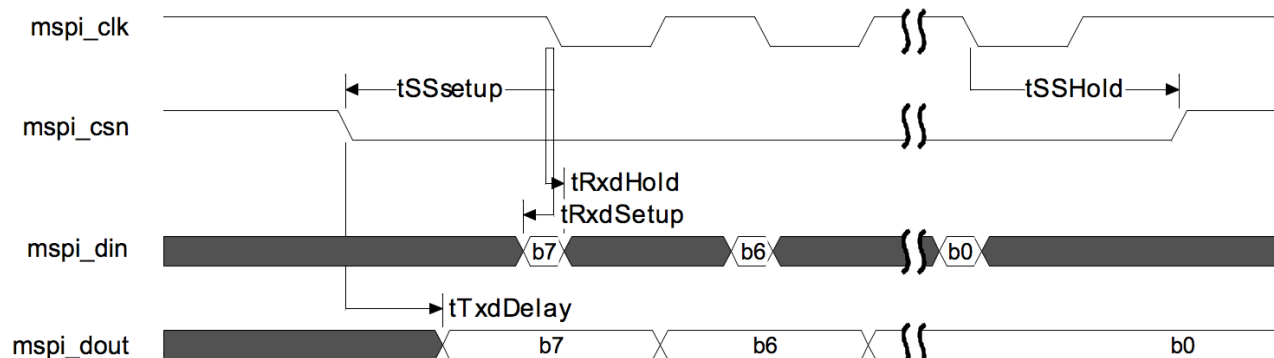 mspi_clk
tSSsetup
tSSHold
mspi_csn
tRxdHold
tRxdSetup
mspi_din
b7
b6
b0
tTxdDelay
mspi_dout
b7
b6
b0